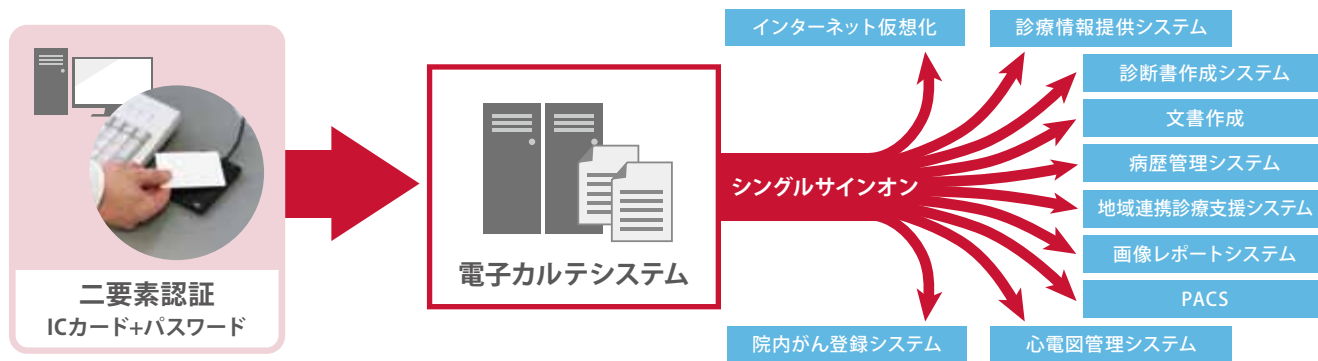 二要素認証
ICカード+パスワード
電子カルテシステム
シングルサインオン
インターネット仮想化
診療情報提供システム
診断書作成システム
文書作成
病歴管理システム
地域連携診療支援システム
画像レポートシステム
PACS
心電図管理システム
院内がん登録システム